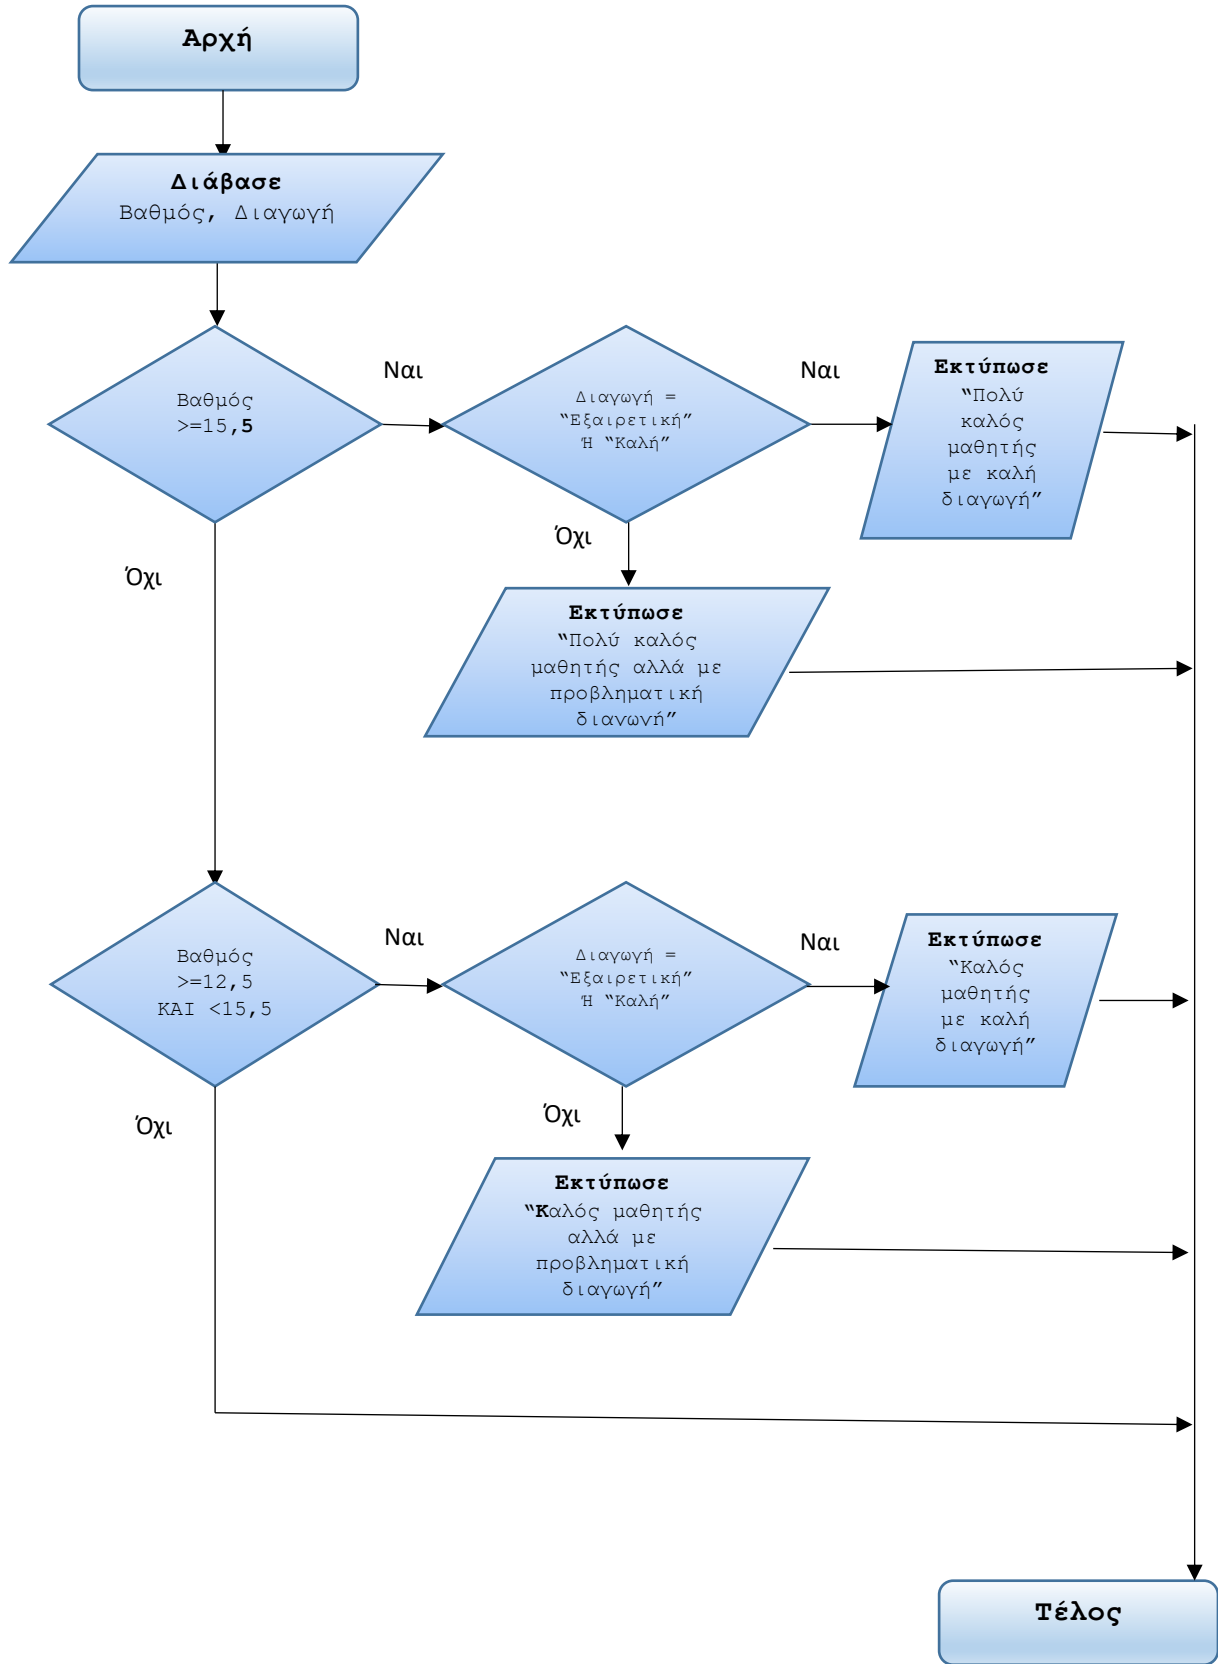 Αρχή
Διάβασε
Βαθμός, Διαγωγή
Βαθμός
>=15,5
Ναι
Διαγωγή =
“Εξαιρετική”
Ή “Καλή”
Ναι
Εκτύπωσε
“Πολύ
καλός
μαθητής
με καλή
διαγωγή”
Όχι
Όχι
Εκτύπωσε
“Πολύ καλός
μαθητής αλλά με
προβληματική
διαγωγή”
Βαθμός
>=12,5
ΚΑΙ <15,5
Ναι
Διαγωγή =
“Εξαιρετική”
Ή “Καλή”
Ναι
Εκτύπωσε
“Καλός
μαθητής
με καλή
διαγωγή”
Όχι
Όχι
Εκτύπωσε
“Καλός μαθητής
αλλά με
προβληματική
διαγωγή”
Τέλος